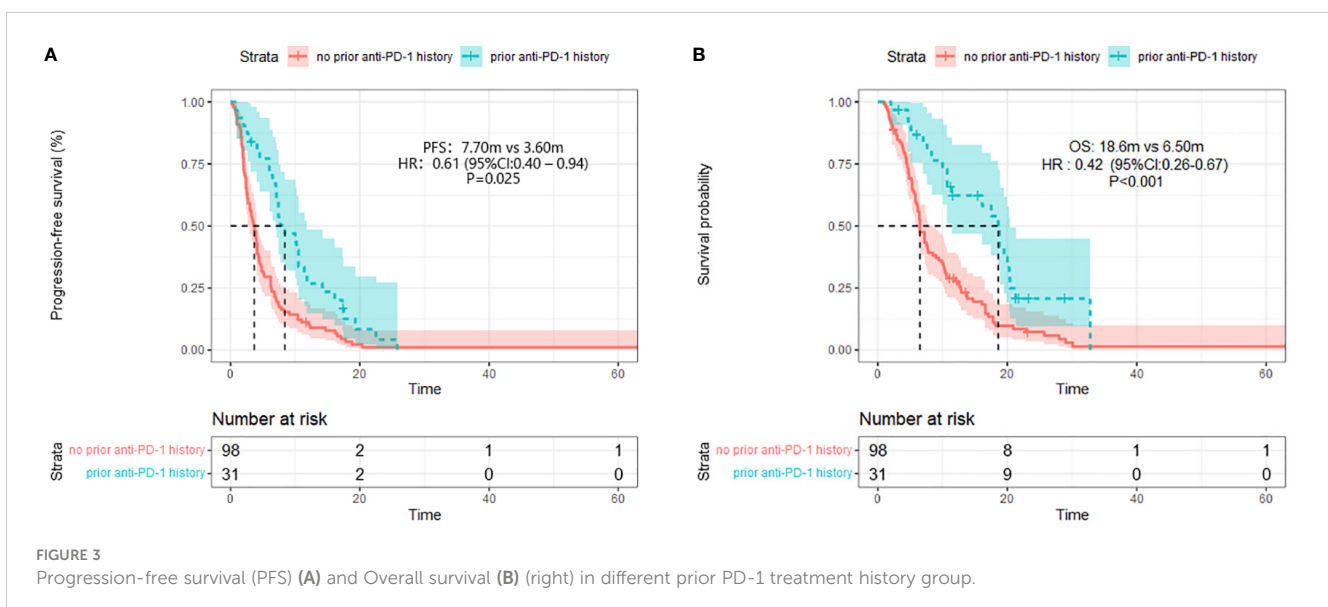 A
Strata no prior anti-PD-1 history prior anti-PD-1 history
1.00
0.75
0.50
0.25
0.00
Progression-free survival (%)
PFS: 7.70m vs 3.60m
HR: 0.61 (95%CI:0.40 – 0.94)
P=0.025
0 20 40 60
Time
Number at risk
Strata
no prior anti-PD-1 history 98 2 1 1
prior anti-PD-1 history 31 2 0 0
0 20 40 60
Time
B
Strata no prior anti-PD-1 history prior anti-PD-1 history
1.00
0.75
0.50
0.25
0.00
Survival probability
OS: 18.6m vs 6.50m
HR : 0.42 (95%CI:0.26-0.67)
P<0.001
0 20 40 60
Time
Number at risk
Strata
no prior anti-PD-1 history 98 8 1 1
prior anti-PD-1 history 31 9 0 0
0 20 40 60
Time
FIGURE 3
Progression-free survival (PFS) (A) and Overall survival (B) (right) in different prior PD-1 treatment history group.